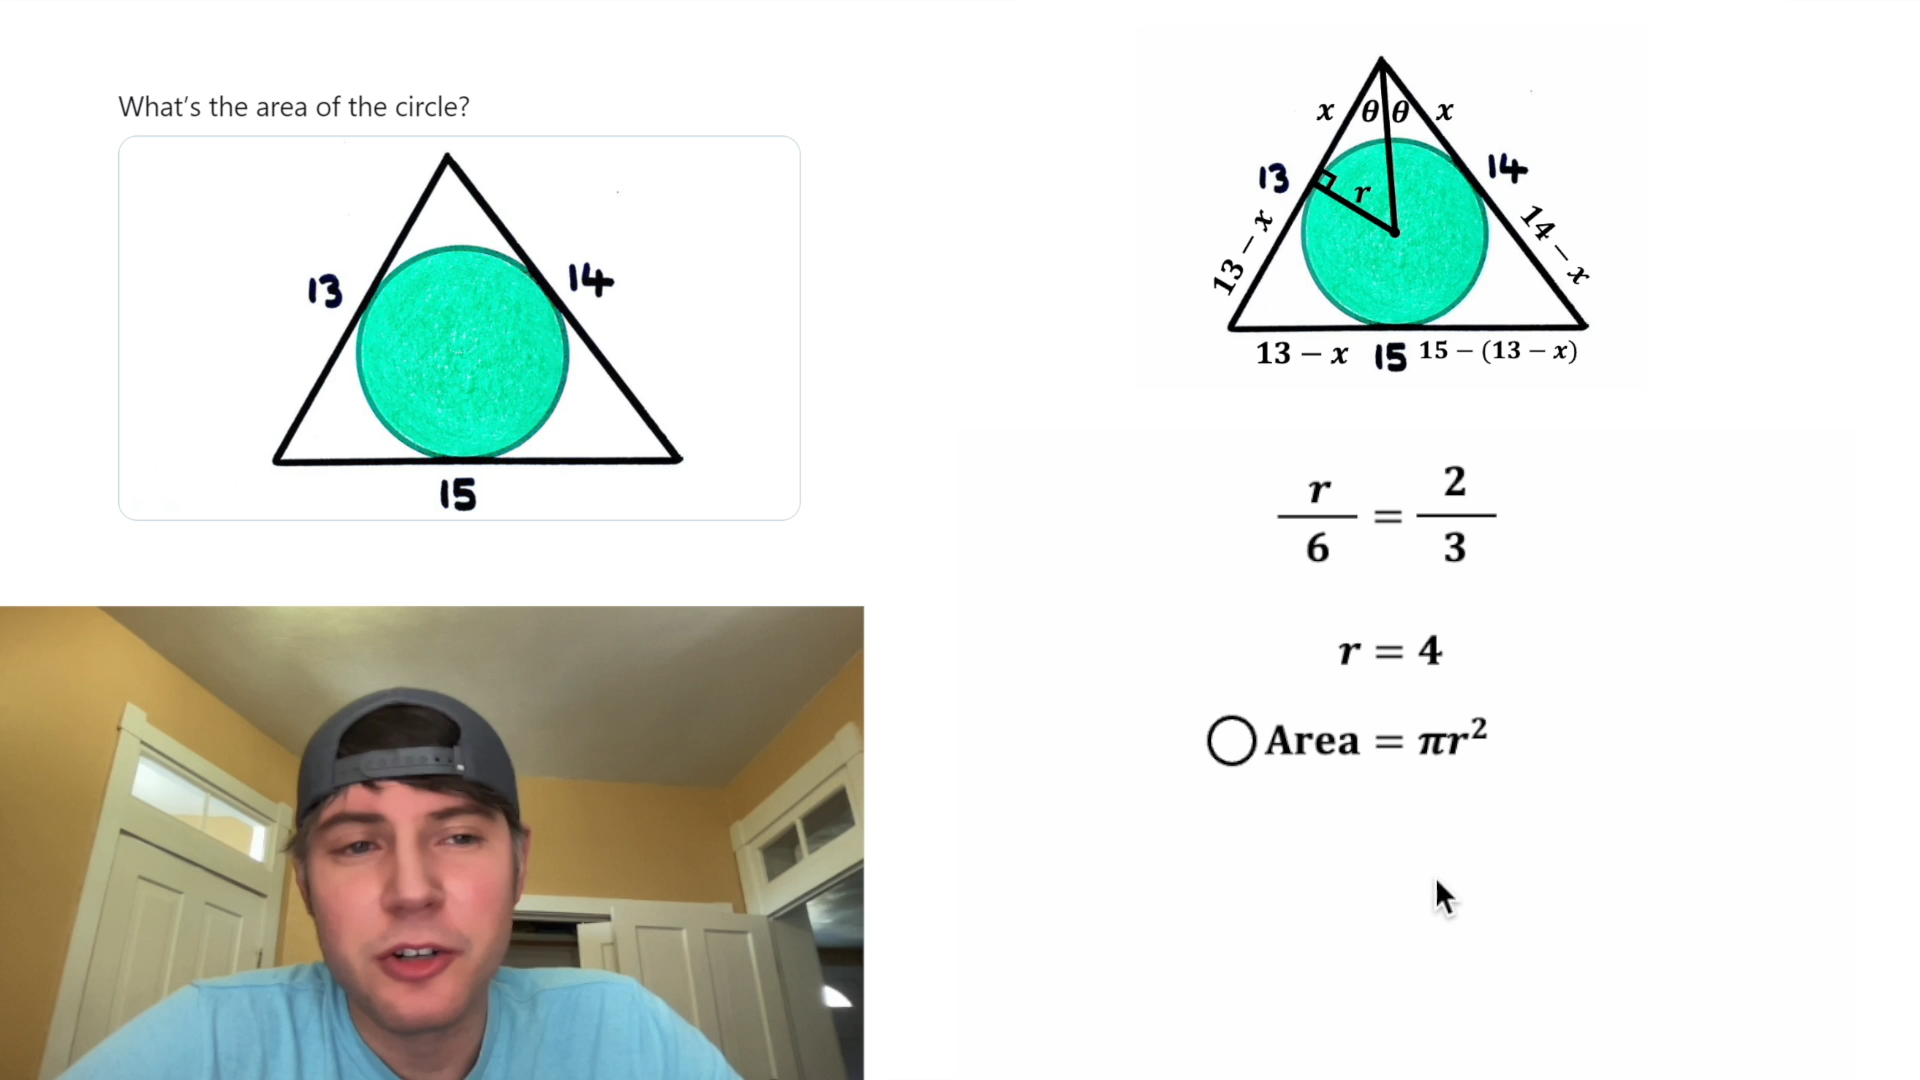 What's the area of the circle?
13
14
15
x θ θ x
13 14
r
13 − x 14 − x
13 − x 15 15 − (13 − x)
r/6 = 2/3
r = 4
Area = πr²